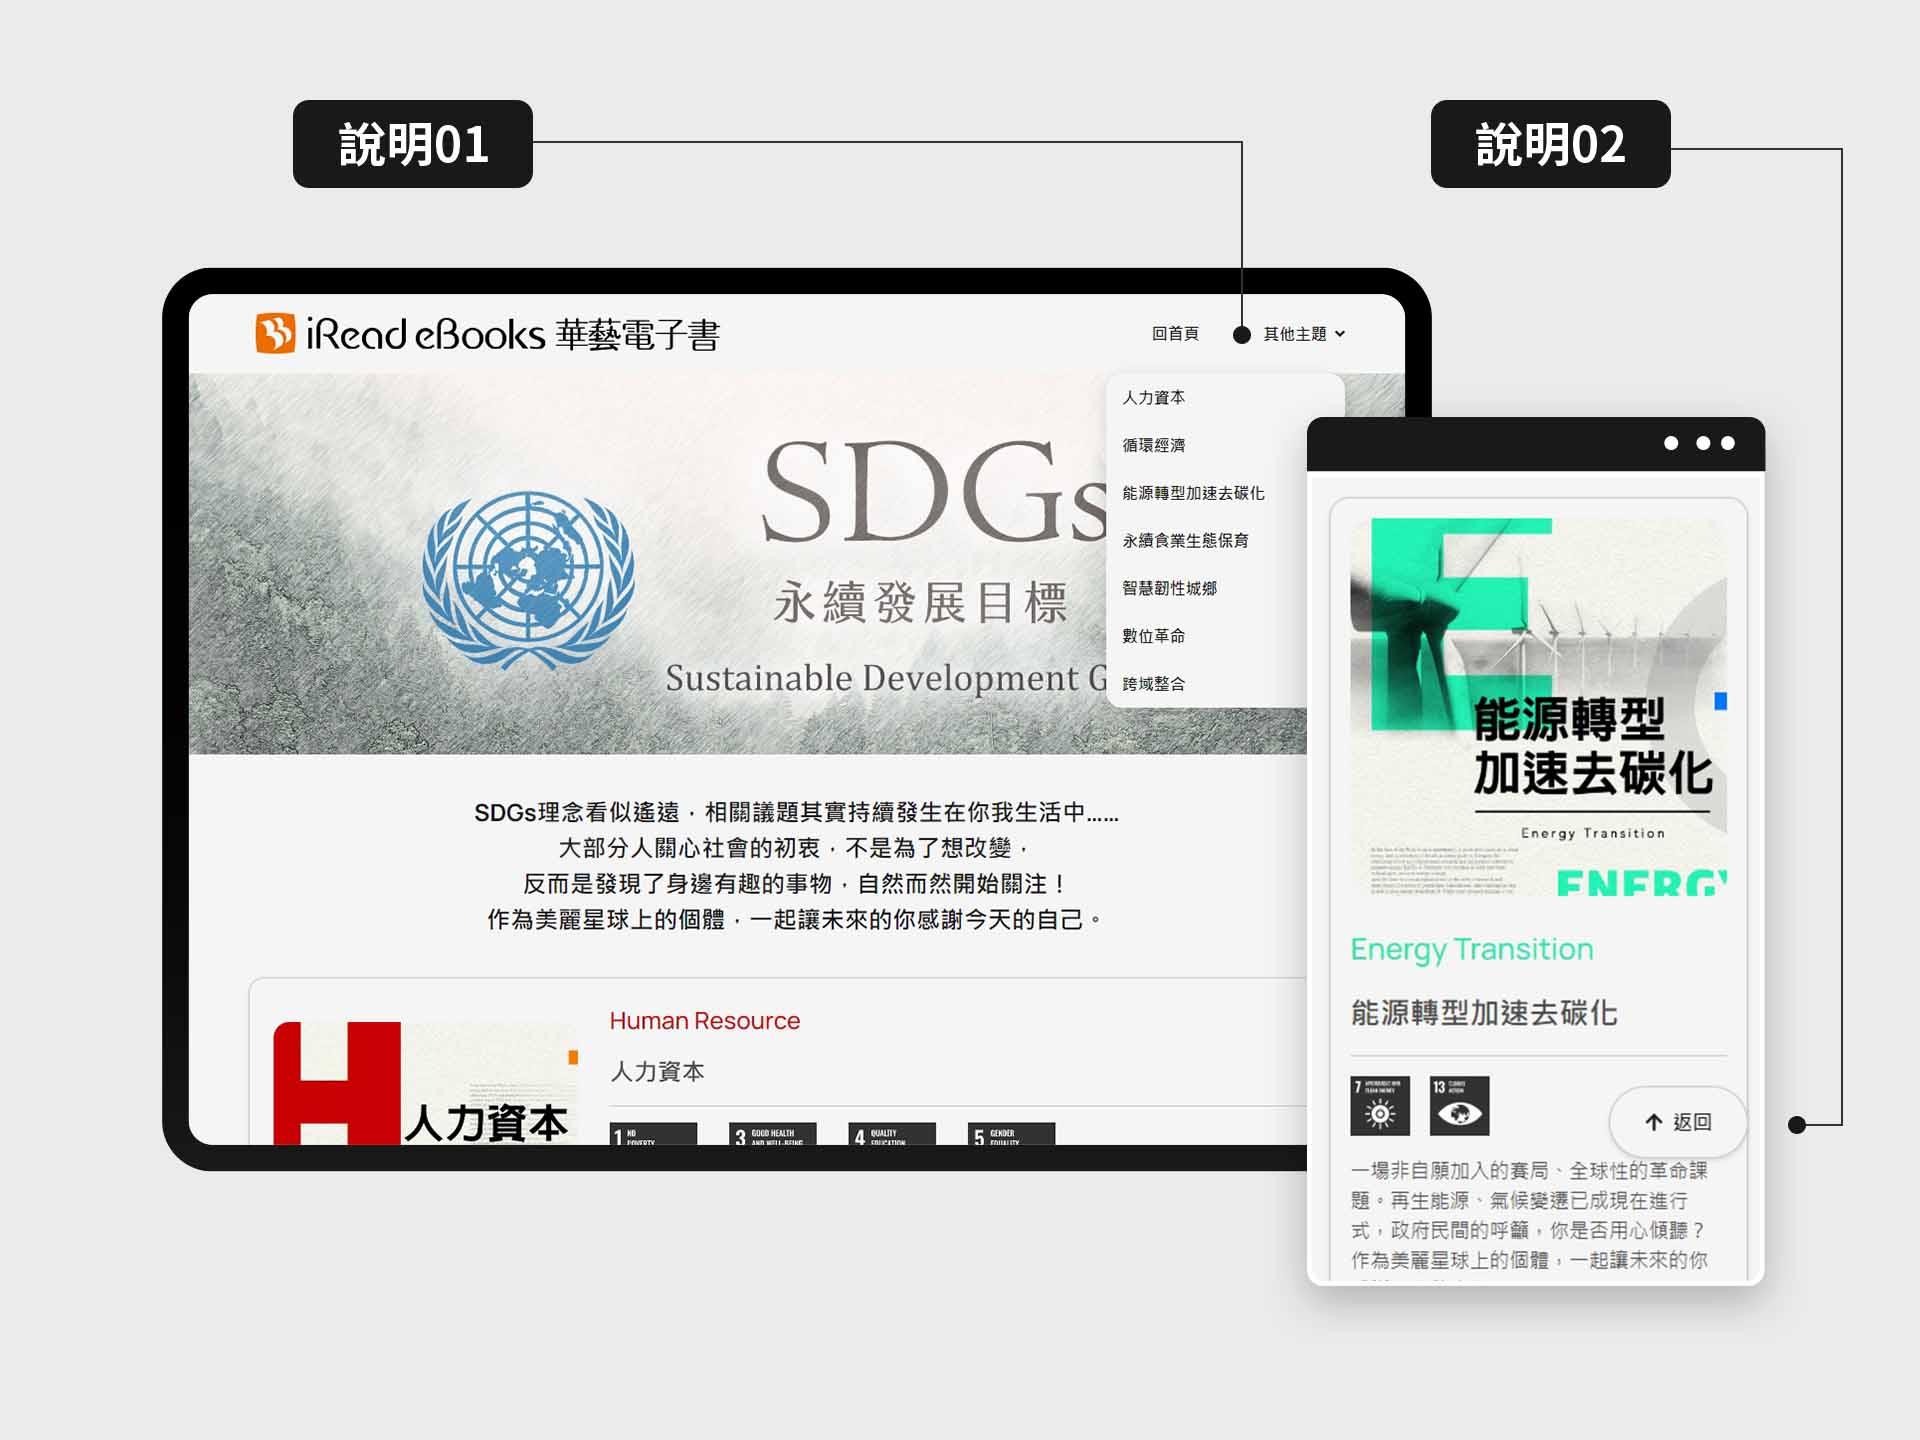 說明01
說明02
iRead eBooks 華藝電子書
回首頁
其他主題
人力資本
循環經濟
能源轉型加速去碳化
永續食業生態保育
智慧韌性城鄉
數位革命
跨域整合
SDGs
永續發展目標
Sustainable Development G
SDGs理念看似遙遠，相關議題其實持續發生在你我生活中……
大部分人關心社會的初衷，不是為了想改變，
反而是發現了身邊有趣的事物，自然而然開始關注！
作為美麗星球上的個體，一起讓未來的你感謝今天的自己。
人力資本
Human Resource
人力資本
1 NO
POVERTY
3 GOOD HEALTH
AND WELL-BEING
4 QUALITY
EDUCATION
5 GENDER
EQUALITY
能源轉型
加速去碳化
Energy Transition
ENERGY
Energy Transition
能源轉型加速去碳化
7 AFFORDABLE AND
CLEAN ENERGY
13 CLIMATE
ACTION
返回
一場非自願加入的賽局、全球性的革命課
題。再生能源、氣候變遷已成現在進行
式，政府民間的呼籲，你是否用心傾聽？
作為美麗星球上的個體，一起讓未來的你